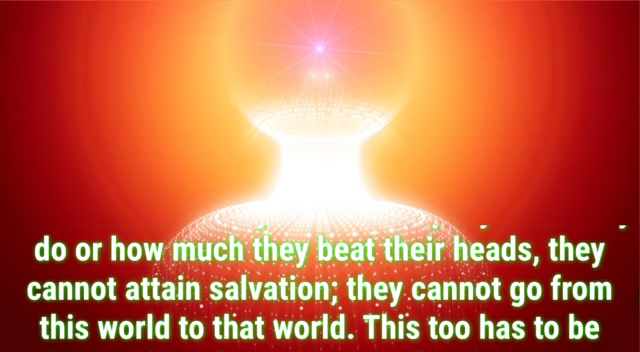 do or how much they beat their heads, they
cannot attain salvation; they cannot go from
this world to that world. This too has to be